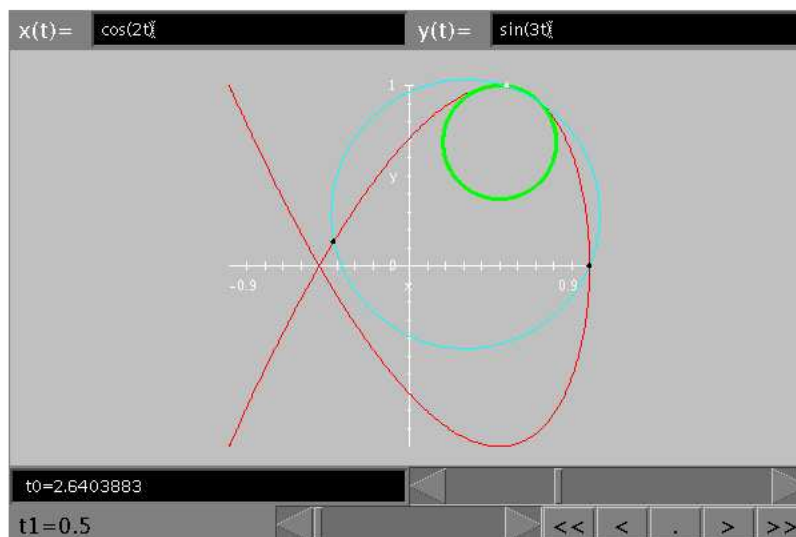 x(t)= cos(2t) y(t)= sin(3t)
1
y
0
-0.9 x 0.9
t0=2.6403883
t1=0.5 << < . > >>